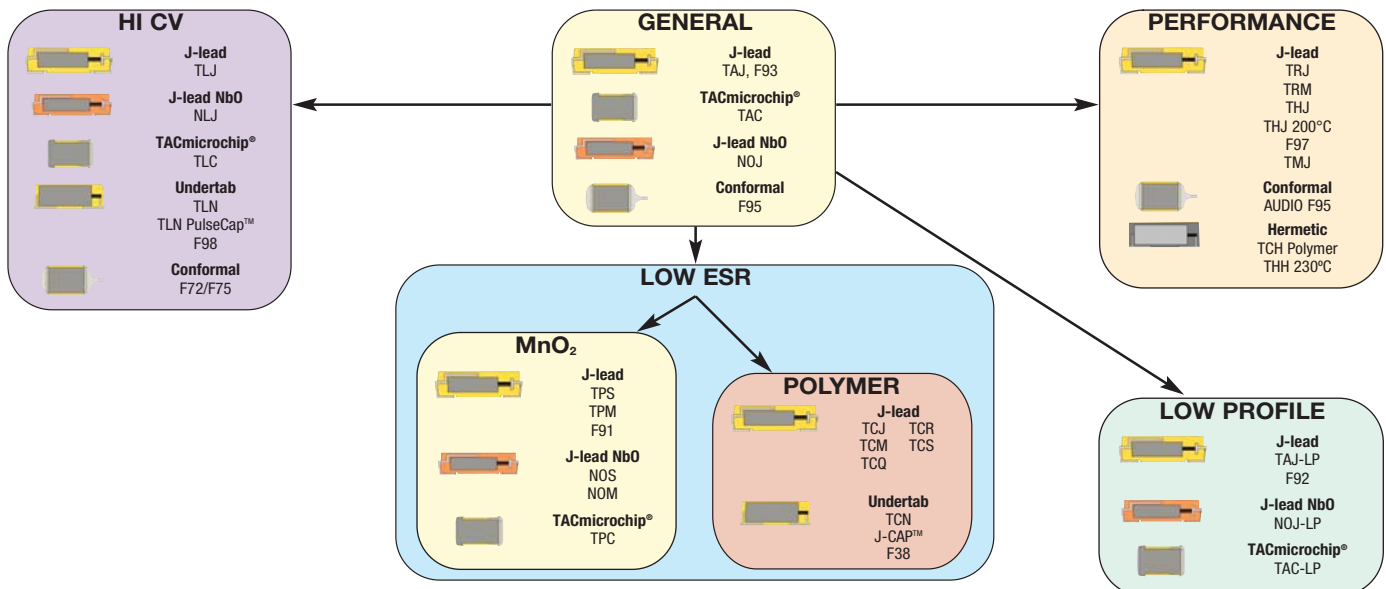 HI CV
J-lead
TLJ
J-lead NbO
NLJ
TACmicrochip®
TLC
Undertab
TLN
TLN PulseCap™
F98
Conformal
F72/F75
GENERAL
J-lead
TAJ, F93
TACmicrochip®
TAC
J-lead NbO
NOJ
Conformal
F95
PERFORMANCE
J-lead
TRJ
TRM
THJ
THJ 200°C
F97
TMJ
Conformal
AUDIO F95
Hermetic
TCH Polymer
THH 230ºC
LOW ESR
MnO₂
J-lead
TPS
TPM
F91
J-lead NbO
NOS
NOM
TACmicrochip®
TPC
POLYMER
J-lead
TCJ TCR
TCM TCS
TCQ
Undertab
TCN
J-CAP™
F38
LOW PROFILE
J-lead
TAJ-LP
F92
J-lead NbO
NOJ-LP
TACmicrochip®
TAC-LP